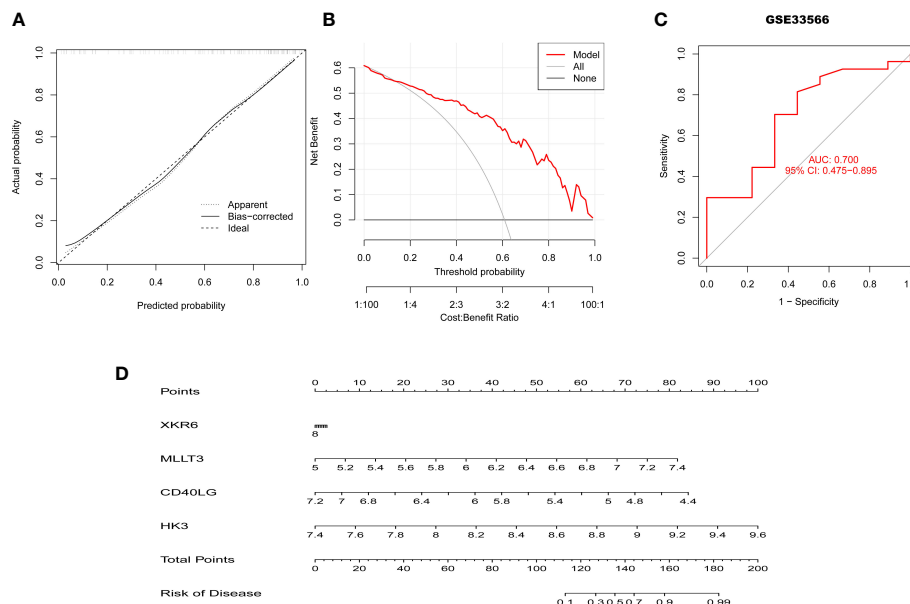 A
Actual probability
1.0
0.8
0.6
0.4
0.2
0.0
Apparent
Bias−corrected
Ideal
0.0 0.2 0.4 0.6 0.8 1.0
Predicted probability
B
Net Benefit
0.6
0.5
0.4
0.3
0.2
0.1
0.0
Model
All
None
0.0 0.2 0.4 0.6 0.8 1.0
Threshold probability
1:100 1:4 2:3 3:2 4:1 100:1
Cost:Benefit Ratio
C
GSE33566
Sensitivity
1.0
0.8
0.6
0.4
0.2
0.0
AUC: 0.700
95% CI: 0.475−0.895
0.0 0.2 0.4 0.6 0.8
1 − Specificity
D
Points 0 10 20 30 40 50 60 70 80 90 100
XKR6 8
MLLT3 5 5.2 5.4 5.6 5.8 6 6.2 6.4 6.6 6.8 7 7.2 7.4
CD40LG 7.2 7 6.8 6.4 6 5.8 5.4 5 4.8 4.4
HK3 7.4 7.6 7.8 8 8.2 8.4 8.6 8.8 9 9.2 9.4 9.6
Total Points 0 20 40 60 80 100 120 140 160 180 200
Risk of Disease 0.1 0.3 0.5 0.7 0.9 0.99